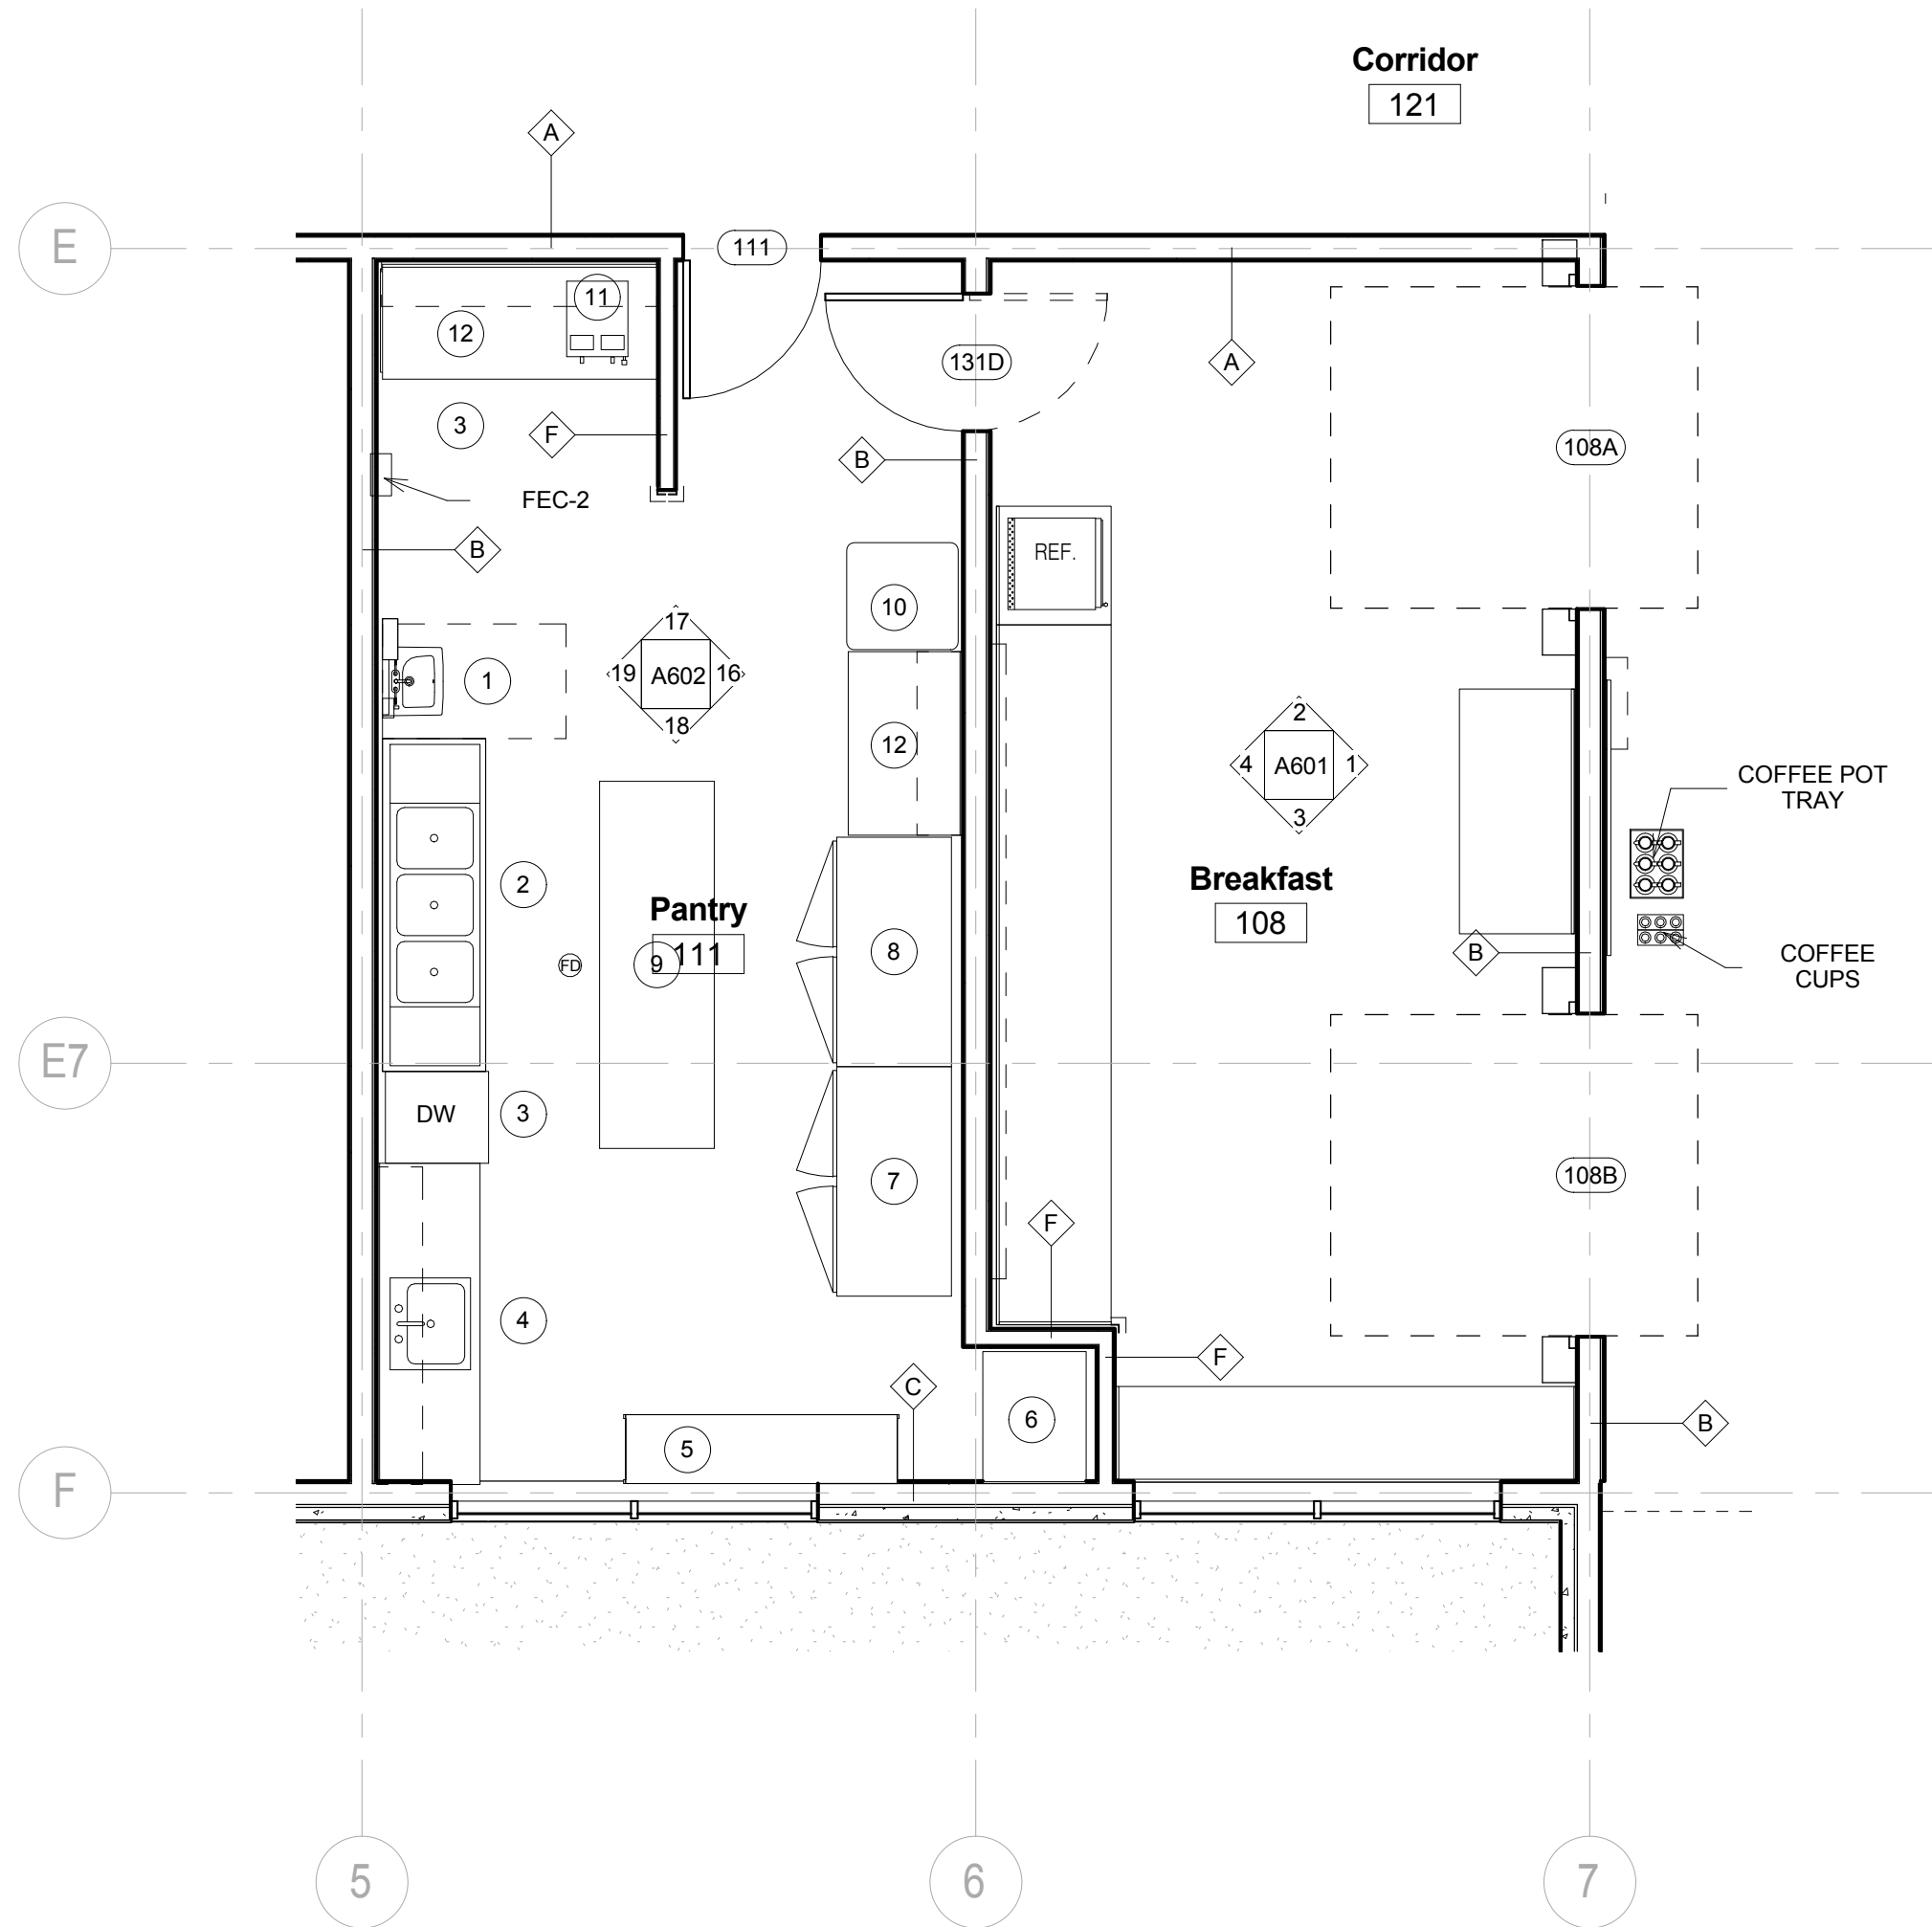 Corridor
121
A
E
111
11
12
131D
A
3
F
B
108A
FEC-2
B
REF.
10
17
19
A602
16
18
1
12
2
4
A601
1
3
COFFEE POT
TRAY
2
Breakfast
108
Pantry
111
8
B
COFFEE
CUPS
FD
9
E7
DW
3
7
108B
F
4
F
C
6
B
5
F
5
6
7